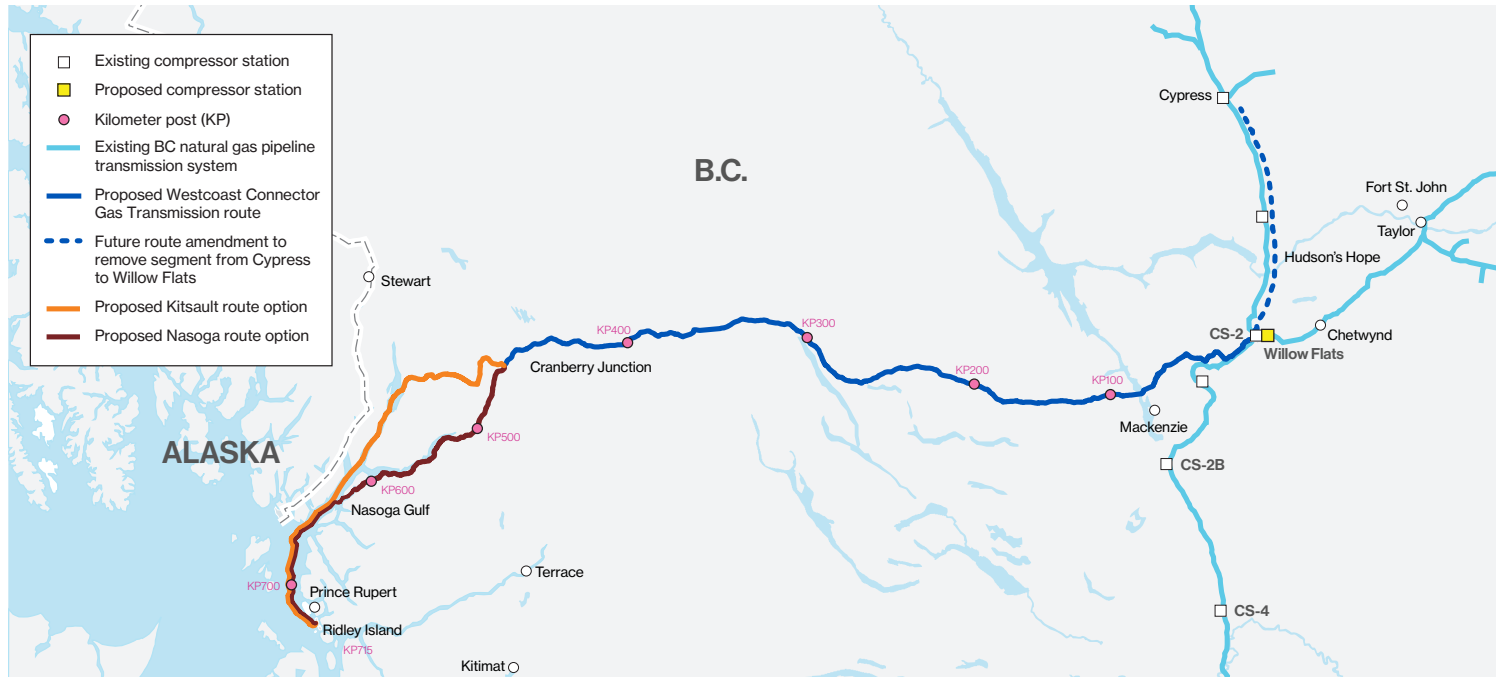 Existing compressor station
Proposed compressor station
Kilometer post (KP)
Existing BC natural gas pipeline
transmission system
Proposed Westcoast Connector
Gas Transmission route
Future route amendment to
remove segment from Cypress
to Willow Flats
Proposed Kitsault route option
Proposed Nasoga route option
B.C.
ALASKA
Cypress
Fort St. John
Taylor
Hudson's Hope
Stewart
KP400
KP300
CS-2
Willow Flats
Chetwynd
Cranberry Junction
KP200
KP100
Mackenzie
KP500
CS-2B
KP600
Nasoga Gulf
KP700
Terrace
Prince Rupert
CS-4
Ridley Island
KP715
Kitimat